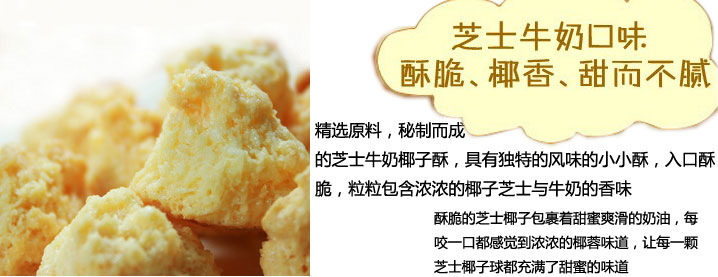 芝士牛奶口味
酥脆、椰香、甜而不腻
精选原料，秘制而成
的芝士牛奶椰子酥，具有独特的风味的小小酥，入口酥
脆，粒粒包含浓浓的椰子芝士与牛奶的香味
酥脆的芝士椰子包裹着甜蜜爽滑的奶油，每
咬一口都感觉到浓浓的椰蓉味道，让每一颗
芝士椰子球都充满了甜蜜的味道